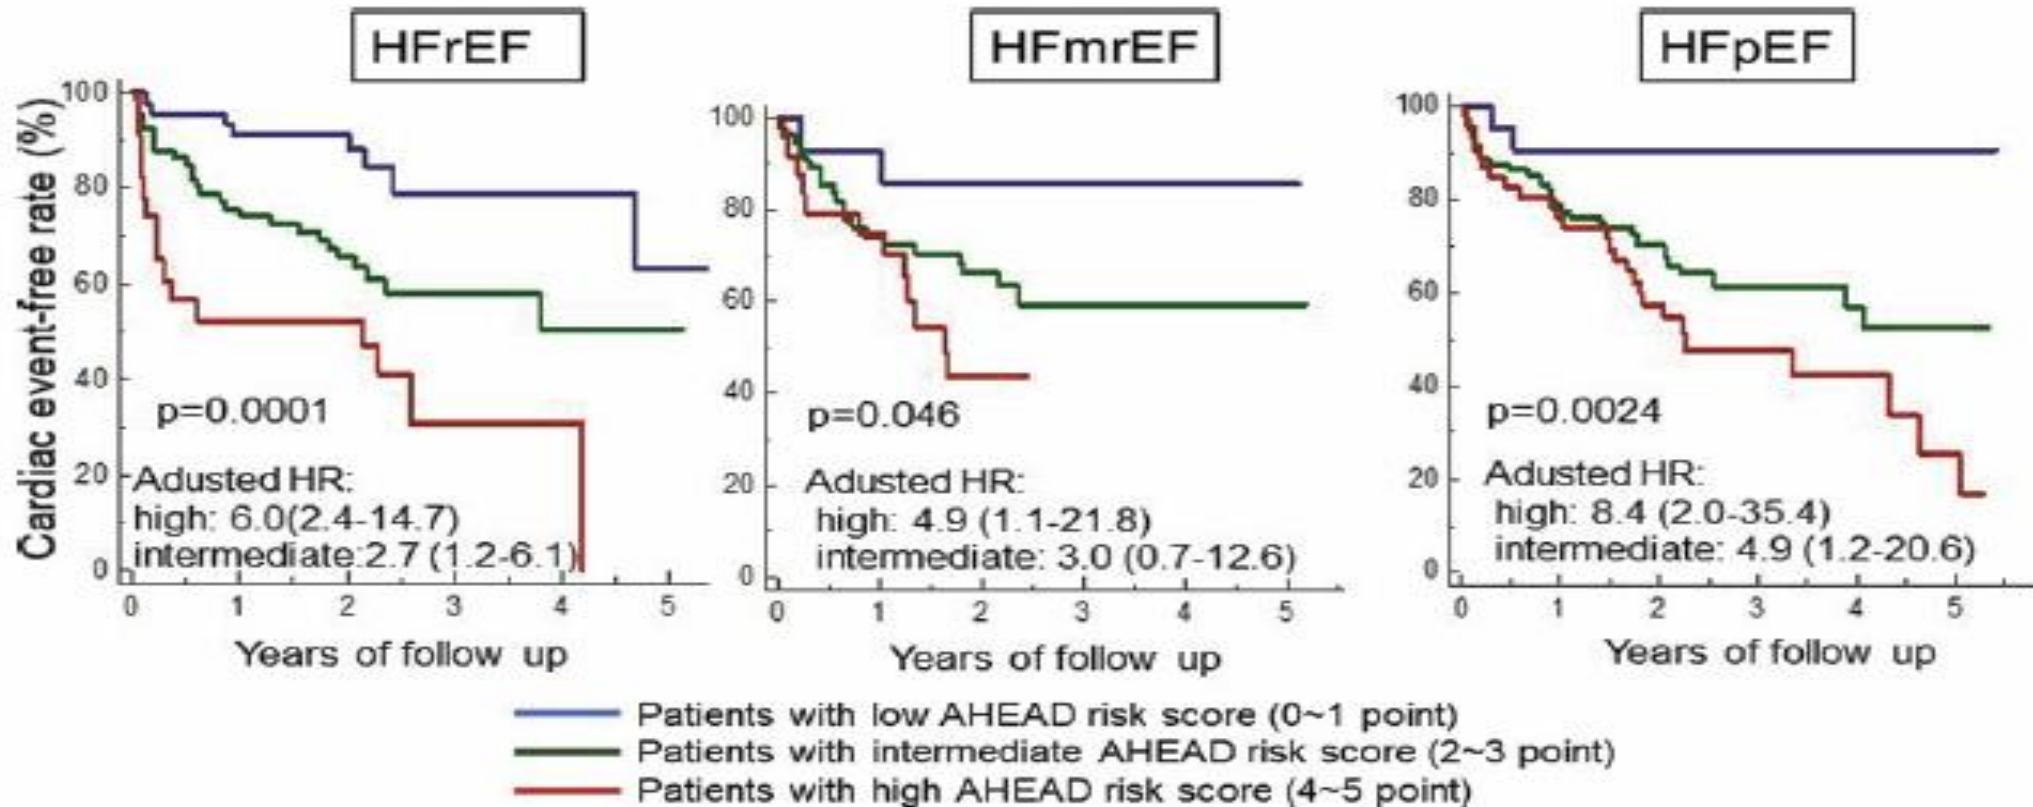 HFrEF
HFmrEF
HFpEF
Cardiac event-free rate (%)
100
80
60
40
20
0
p=0.0001
Adusted HR:
high: 6.0(2.4-14.7)
intermediate:2.7 (1.2-6.1)
0 1 2 3 4 5
Years of follow up
100
80
60
40
20
0
p=0.046
Adusted HR:
high: 4.9 (1.1-21.8)
intermediate: 3.0 (0.7-12.6)
0 1 2 3 4 5
Years of follow up
100
80
60
40
20
0
p=0.0024
Adusted HR:
high: 8.4 (2.0-35.4)
intermediate: 4.9 (1.2-20.6)
0 1 2 3 4 5
Years of follow up
Patients with low AHEAD risk score (0~1 point)
Patients with intermediate AHEAD risk score (2~3 point)
Patients with high AHEAD risk score (4~5 point)